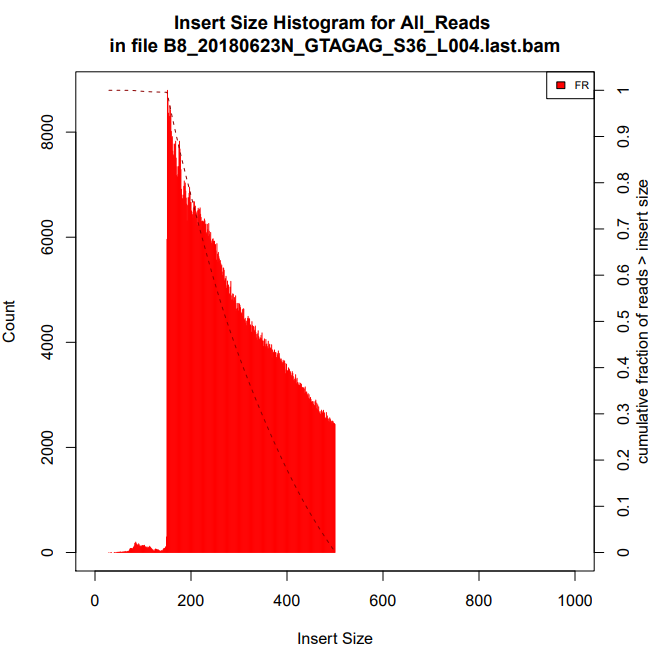 Insert Size Histogram for All_Reads
in file B8_20180623N_GTAGAG_S36_L004.last.bam
FR
Count
0
2000
4000
6000
8000
0
0.1
0.2
0.3
0.4
0.5
0.6
0.7
0.8
0.9
1
cumulative fraction of reads > insert size
0 200 400 600 800 1000
Insert Size